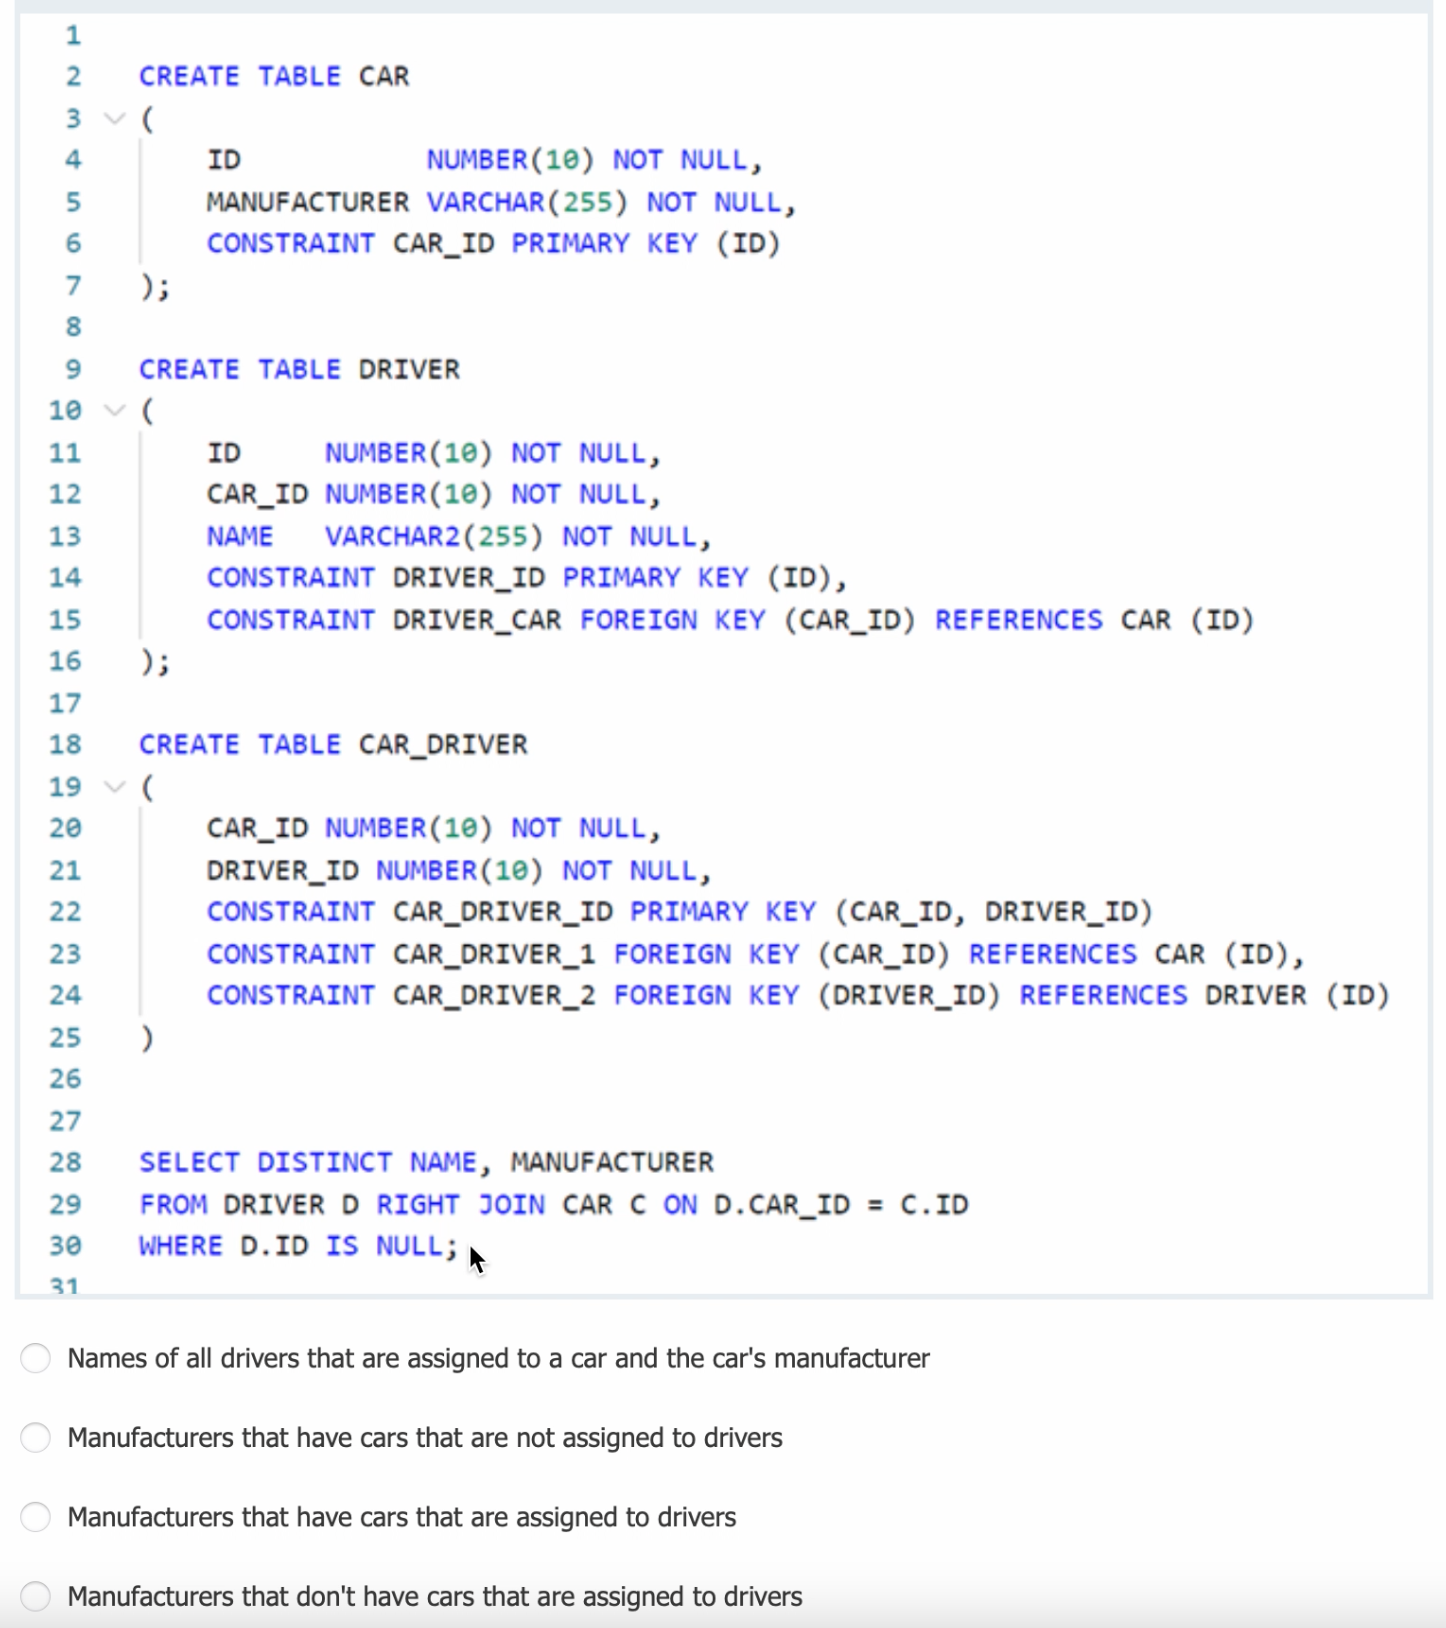 1
2 CREATE TABLE CAR
3 (
4 ID NUMBER(10) NOT NULL,
5 MANUFACTURER VARCHAR(255) NOT NULL,
6 CONSTRAINT CAR_ID PRIMARY KEY (ID)
7 );
8
9 CREATE TABLE DRIVER
10 (
11 ID NUMBER(10) NOT NULL,
12 CAR_ID NUMBER(10) NOT NULL,
13 NAME VARCHAR2(255) NOT NULL,
14 CONSTRAINT DRIVER_ID PRIMARY KEY (ID),
15 CONSTRAINT DRIVER_CAR FOREIGN KEY (CAR_ID) REFERENCES CAR (ID)
16 );
17
18 CREATE TABLE CAR_DRIVER
19 (
20 CAR_ID NUMBER(10) NOT NULL,
21 DRIVER_ID NUMBER(10) NOT NULL,
22 CONSTRAINT CAR_DRIVER_ID PRIMARY KEY (CAR_ID, DRIVER_ID)
23 CONSTRAINT CAR_DRIVER_1 FOREIGN KEY (CAR_ID) REFERENCES CAR (ID),
24 CONSTRAINT CAR_DRIVER_2 FOREIGN KEY (DRIVER_ID) REFERENCES DRIVER (ID)
25 )
26
27
28 SELECT DISTINCT NAME, MANUFACTURER
29 FROM DRIVER D RIGHT JOIN CAR C ON D.CAR_ID = C.ID
30 WHERE D.ID IS NULL;
31
Names of all drivers that are assigned to a car and the car's manufacturer
Manufacturers that have cars that are not assigned to drivers
Manufacturers that have cars that are assigned to drivers
Manufacturers that don't have cars that are assigned to drivers